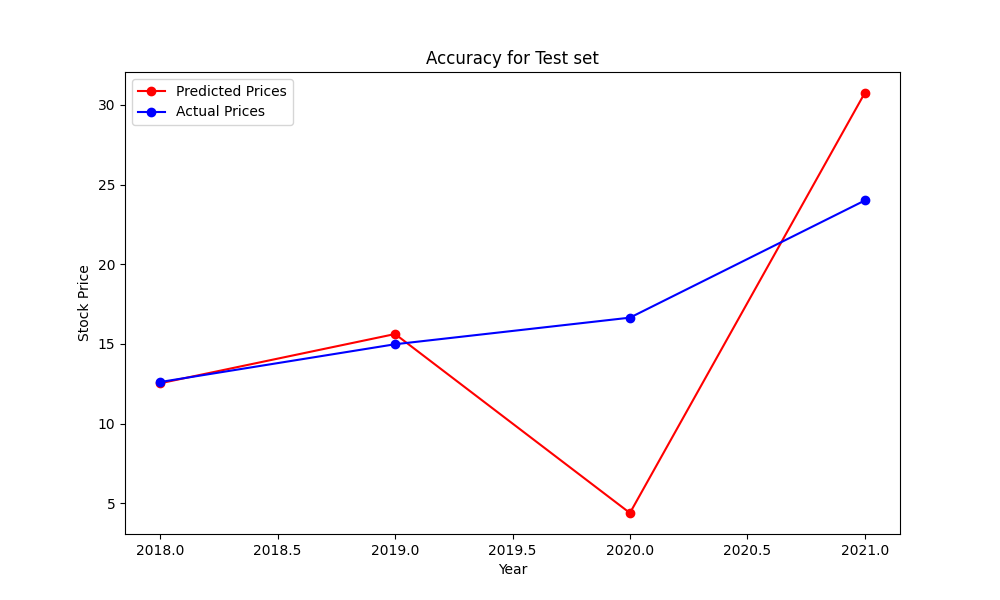 Accuracy for Test set
Predicted Prices
Actual Prices
30
25
20
15
10
5
Stock Price
2018.0 2018.5 2019.0 2019.5 2020.0 2020.5 2021.0
Year